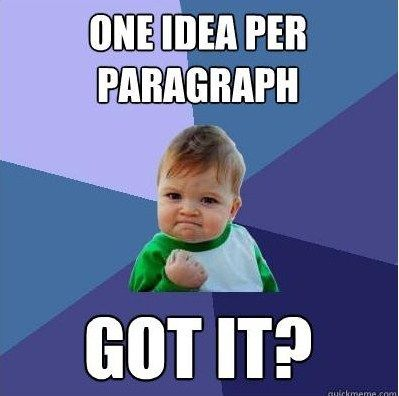 ONE IDEA PER
PARAGRAPH
GOT IT?
quickmeme.com